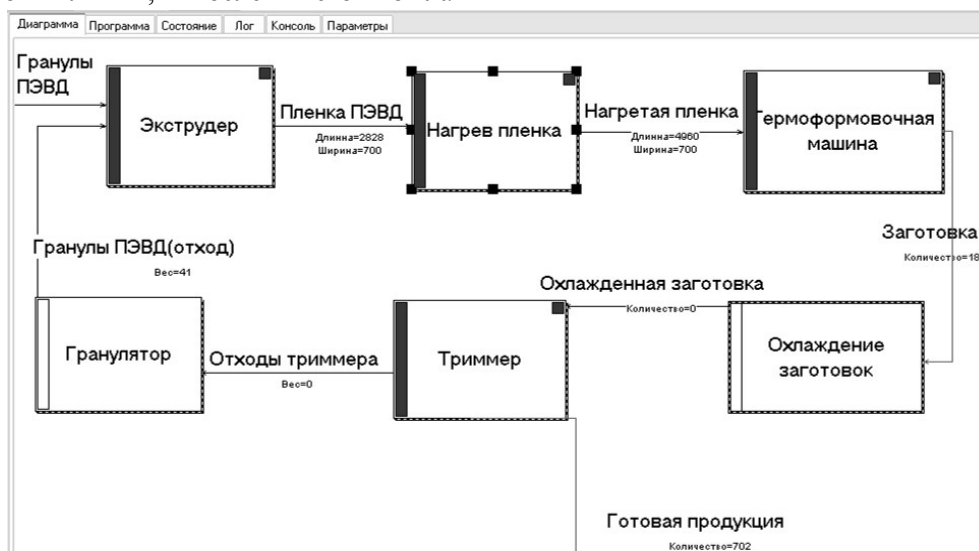 Диаграмма Программа Состояние Лог Консоль Параметры
Гранулы
ПЭВД
Экструдер
Пленка ПЭВД
Длинна=2828
Ширина=700
Нагрев пленка
Нагретая пленка
Длинна=4960
Ширина=700
Термоформовочная
машина
Заготовка
Количество=18
Гранулы ПЭВД(отход)
Вес=41
Охлажденная заготовка
Количество=0
Гранулятор
Отходы триммера
Вес=0
Триммер
Охлаждение
заготовок
Готовая продукция
Количество=702